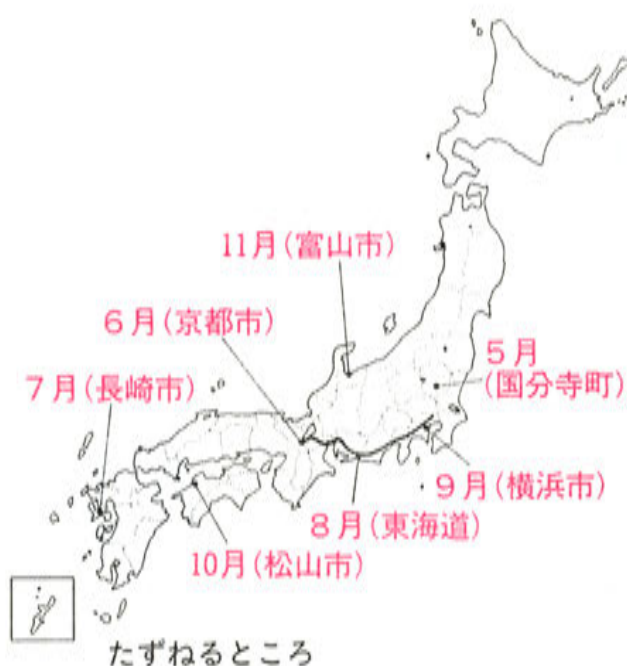 11月(富山市)
6月(京都市)
5月
(国分寺町)
7月(長崎市)
9月(横浜市)
8月(東海道)
10月(松山市)
たずねるところ